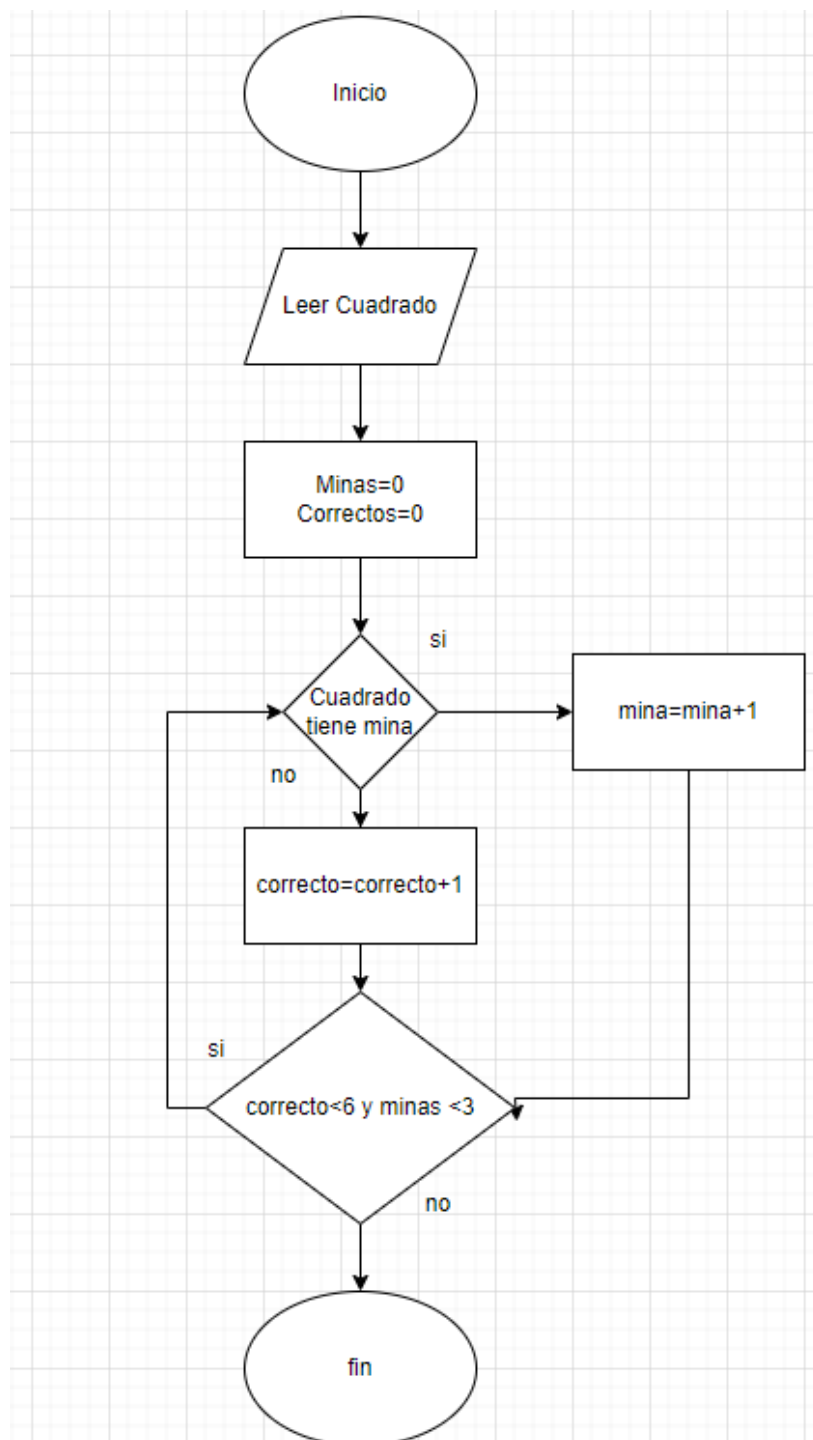 Inicio
Leer Cuadrado
Minas=0
Correctos=0
si
Cuadrado
tiene mina
mina=mina+1
no
correcto=correcto+1
si
correcto<6 y minas <3
no
fin